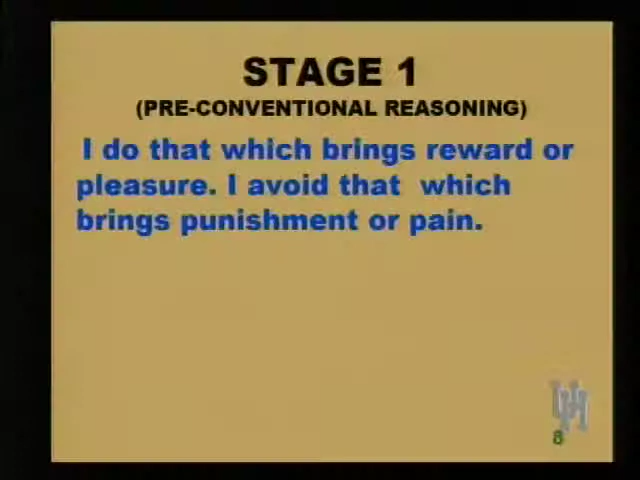 STAGE 1
(PRE-CONVENTIONAL REASONING)
I do that which brings reward or
pleasure. I avoid that which
brings punishment or pain.
UH
8